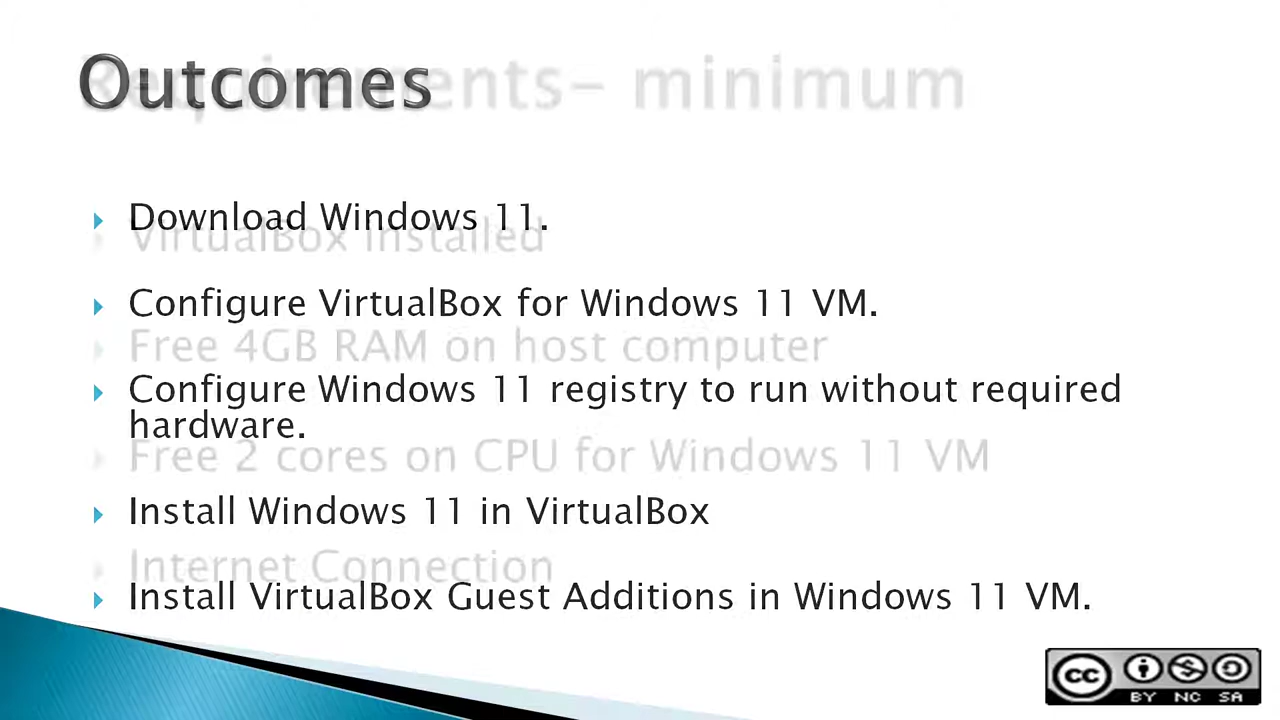 Outcomes
Requirements- minimum
Download Windows 11.
VirtualBox installed
Configure VirtualBox for Windows 11 VM.
Free 4GB RAM on host computer
Configure Windows 11 registry to run without required
hardware.
Free 2 cores on CPU for Windows 11 VM
Install Windows 11 in VirtualBox
Internet Connection
Install VirtualBox Guest Additions in Windows 11 VM.
cc
BY NC SA